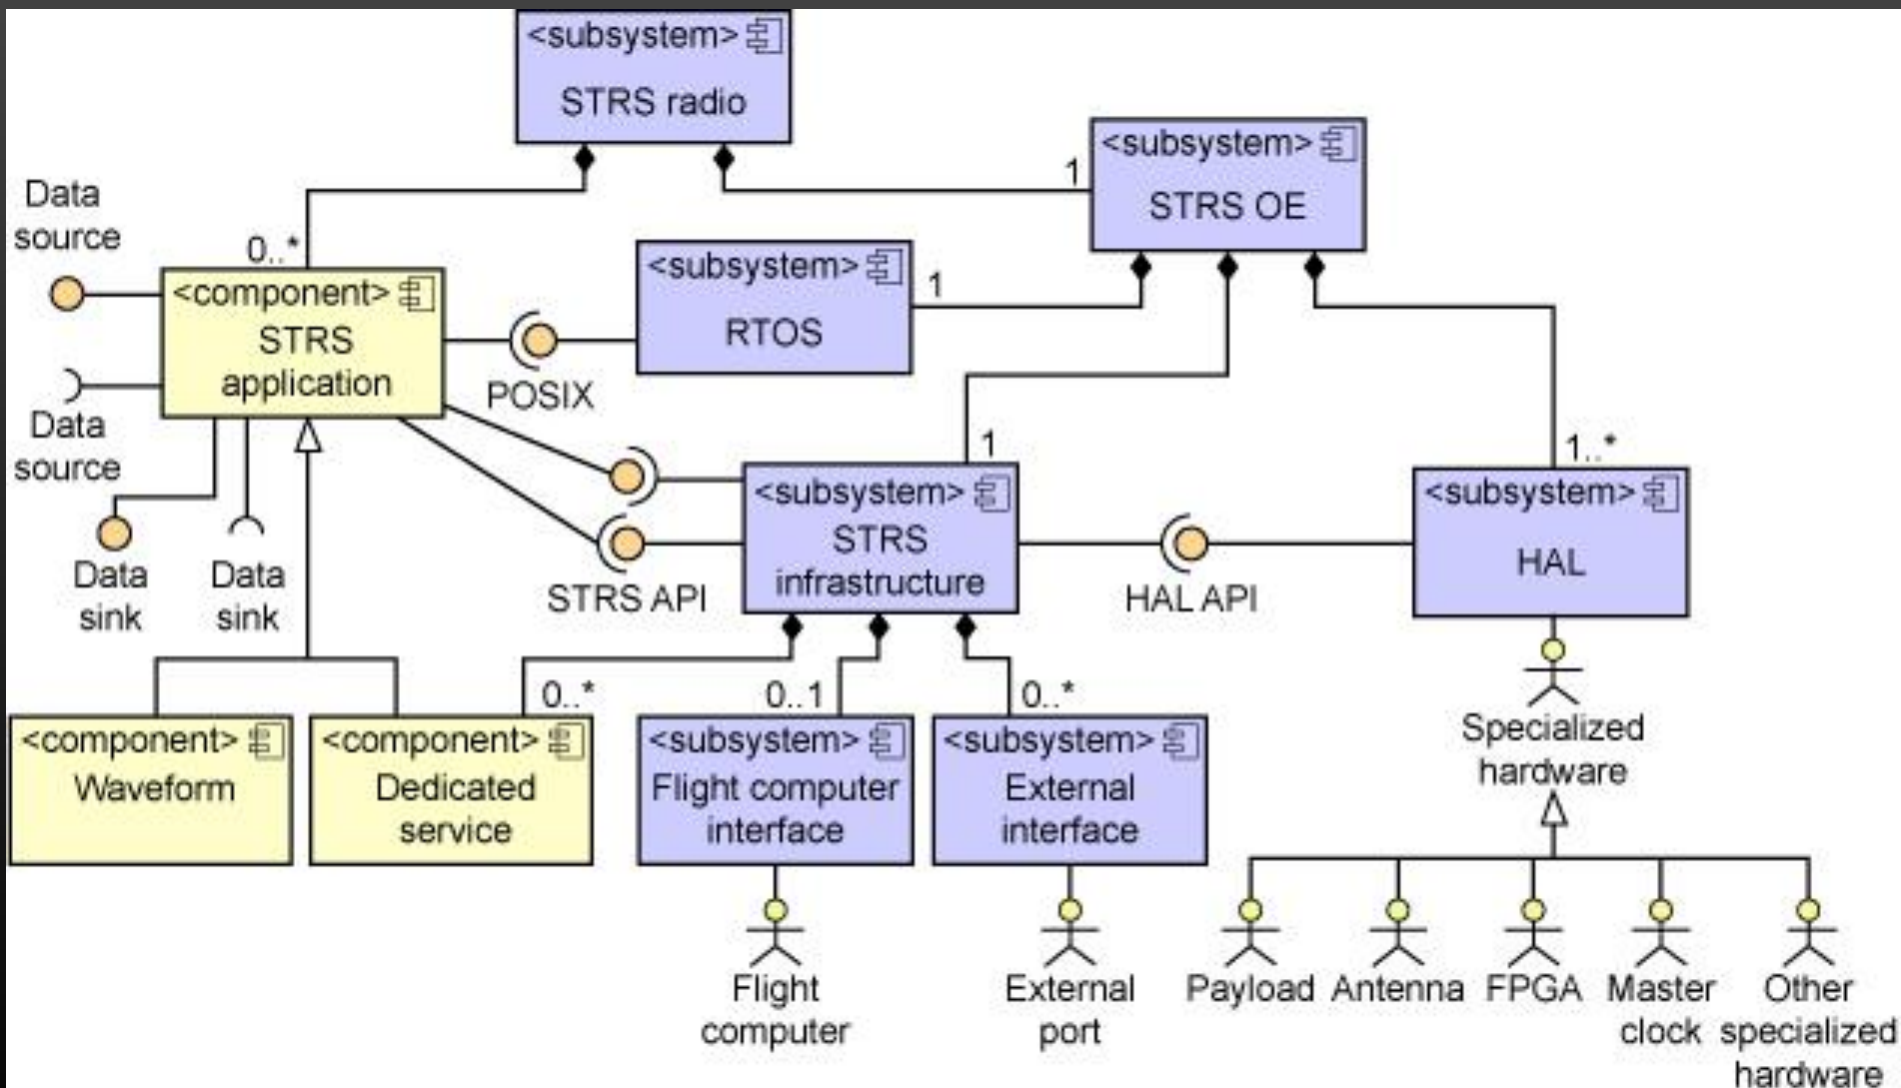 <subsystem>
STRS radio
<subsystem>
STRS OE
1
Data
source
0..*
<component>
STRS
application
<subsystem>
RTOS
1
POSIX
Data
source
1
1..*
<subsystem>
STRS
infrastructure
<subsystem>
HAL
STRS API
HAL API
Data
sink
Data
sink
0..*
0..1
0..*
<component>
Waveform
<component>
Dedicated
service
<subsystem>
Flight computer
interface
<subsystem>
External
interface
Specialized
hardware
Flight
computer
External
port
Payload
Antenna
FPGA
Master
clock
Other
specialized
hardware